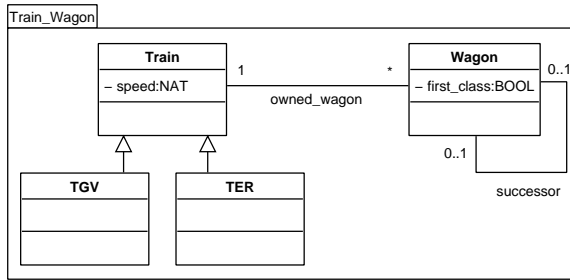 Train_Wagon
Train
– speed:NAT
1
*
owned_wagon
Wagon
– first_class:BOOL
0..1
0..1
successor
TGV
TER